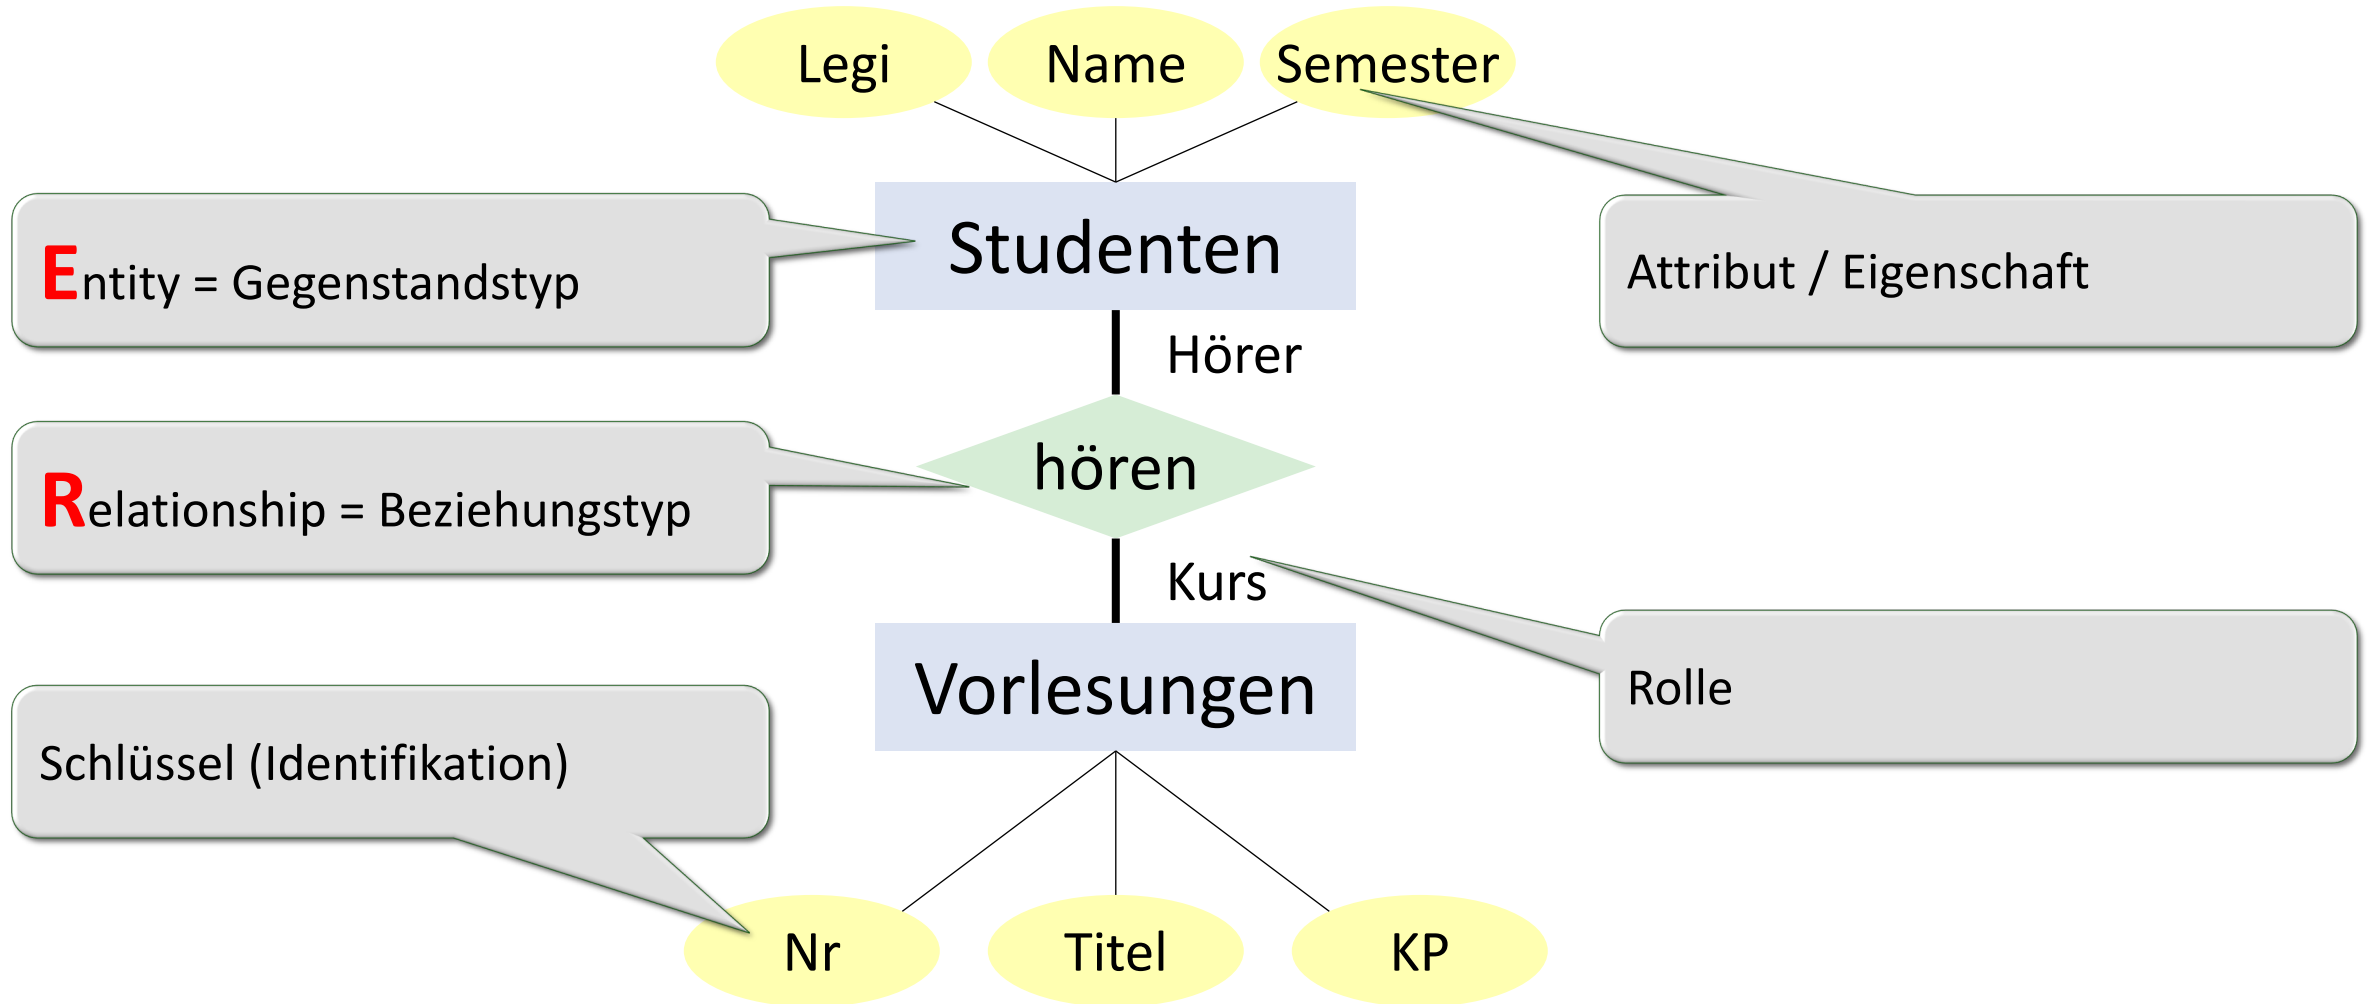 Legi
Name
Semester
Studenten
Entity = Gegenstandstyp
Attribut / Eigenschaft
Hörer
hören
Relationship = Beziehungstyp
Kurs
Vorlesungen
Rolle
Schlüssel (Identifikation)
Nr
Titel
KP